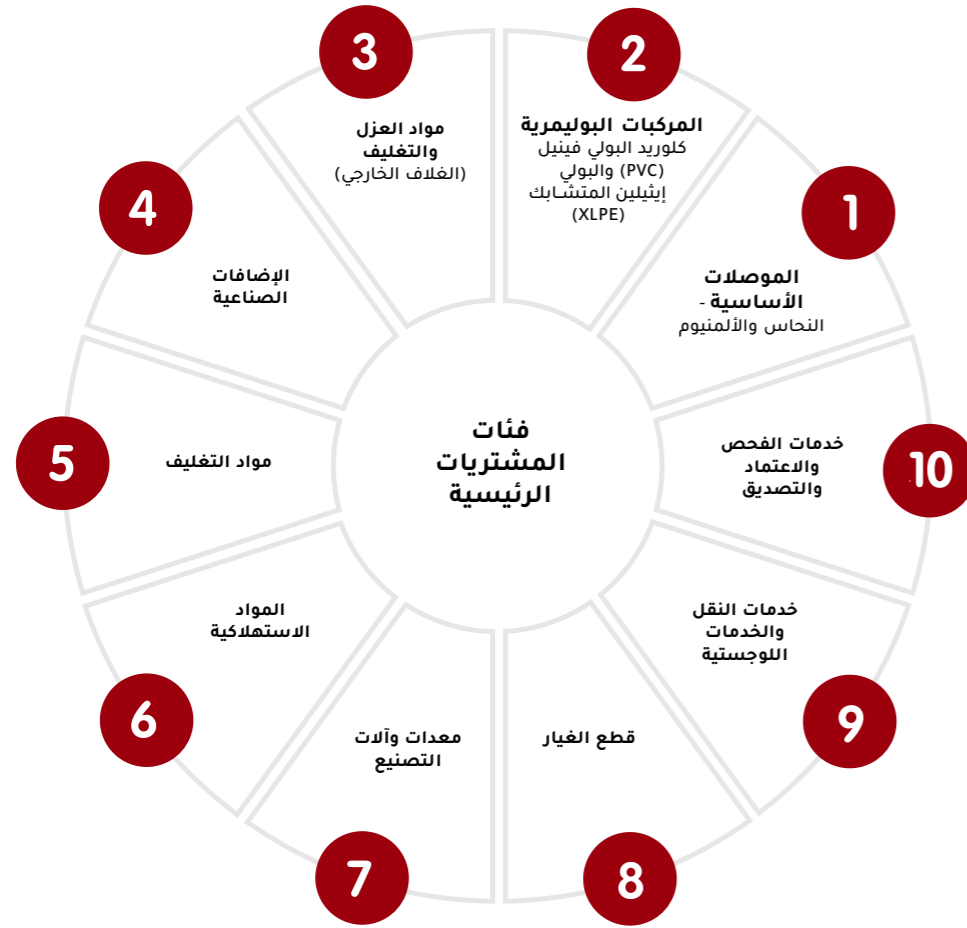 فئات
المشتريات
الرئيسية
1
الموصلات
الأساسية -
النحاس والألمنيوم
2
المركبات البوليمرية
كلوريد البولي فينيل
(PVC) والبولي
إيثيلين المتشابك
(XLPE)
3
مواد العزل
والتغليف
(الغلاف الخارجي)
4
الإضافات
الصناعية
5
مواد التغليف
6
المواد
الاستهلاكية
7
معدات وآلات
التصنيع
8
قطع الغيار
9
خدمات النقل
والخدمات
اللوجستية
10
خدمات الفحص
والاعتماد
والتصديق